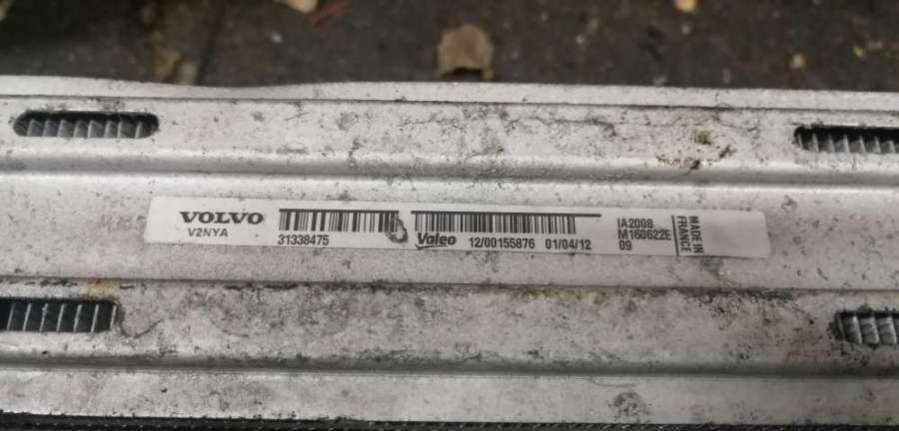 VOLVO
V2NYA
31338475
Valeo
12/00155876 01/04/12
IA2008
M160622E
09
MADE IN
FRANCE